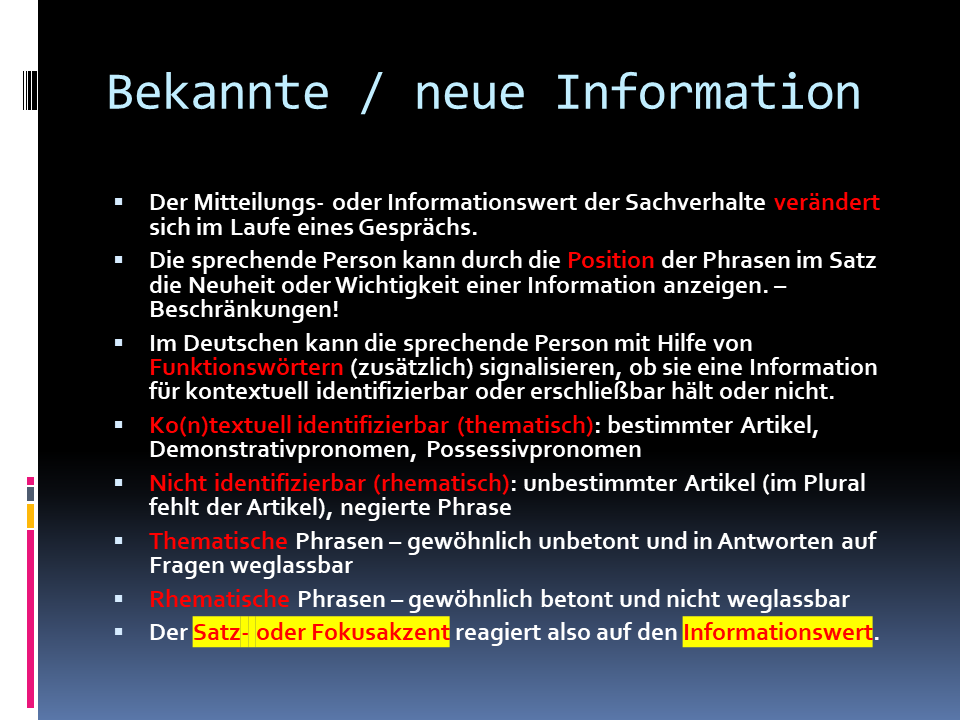 Bekannte / neue Information
▪ Der Mitteilungs- oder Informationswert der Sachverhalte verändert
sich im Laufe eines Gesprächs.
▪ Die sprechende Person kann durch die Position der Phrasen im Satz
die Neuheit oder Wichtigkeit einer Information anzeigen. –
Beschränkungen!
▪ Im Deutschen kann die sprechende Person mit Hilfe von
Funktionswörtern (zusätzlich) signalisieren, ob sie eine Information
für kontextuell identifizierbar oder erschließbar hält oder nicht.
▪ Ko(n)textuell identifizierbar (thematisch): bestimmter Artikel,
Demonstrativpronomen, Possessivpronomen
▪ Nicht identifizierbar (rhematisch): unbestimmter Artikel (im Plural
fehlt der Artikel), negierte Phrase
▪ Thematische Phrasen – gewöhnlich unbetont und in Antworten auf
Fragen weglassbar
▪ Rhematische Phrasen – gewöhnlich betont und nicht weglassbar
▪ Der Satz- oder Fokusakzent reagiert also auf den Informationswert.